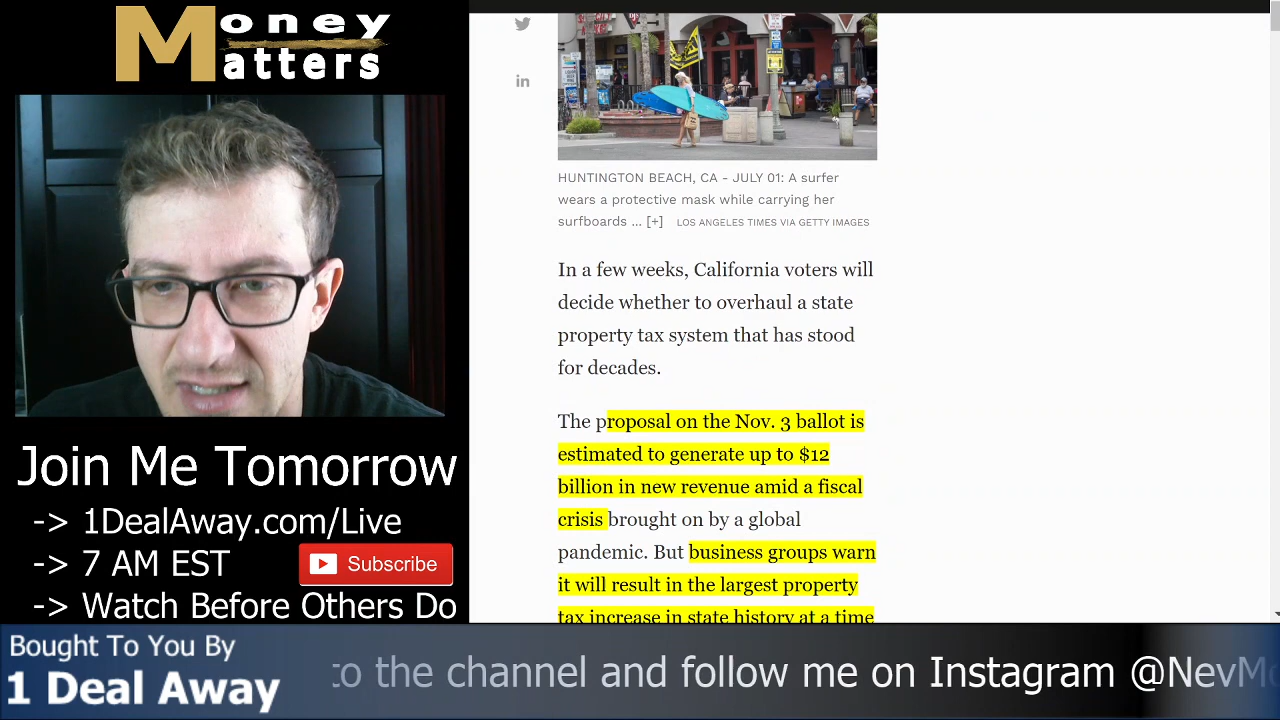 Money
Matters
Join Me Tomorrow
-> 1DealAway.com/Live
-> 7 AM EST
Subscribe
-> Watch Before Others Do
in
HUNTINGTON BEACH, CA - JULY 01: A surfer
wears a protective mask while carrying her
surfboards ... [+] LOS ANGELES TIMES VIA GETTY IMAGES
In a few weeks, California voters will
decide whether to overhaul a state
property tax system that has stood
for decades.
The proposal on the Nov. 3 ballot is
estimated to generate up to $12
billion in new revenue amid a fiscal
crisis brought on by a global
pandemic. But business groups warn
it will result in the largest property
tax increase in state history at a time
Bought To You By
1 Deal Away
to the channel and follow me on Instagram @NevM